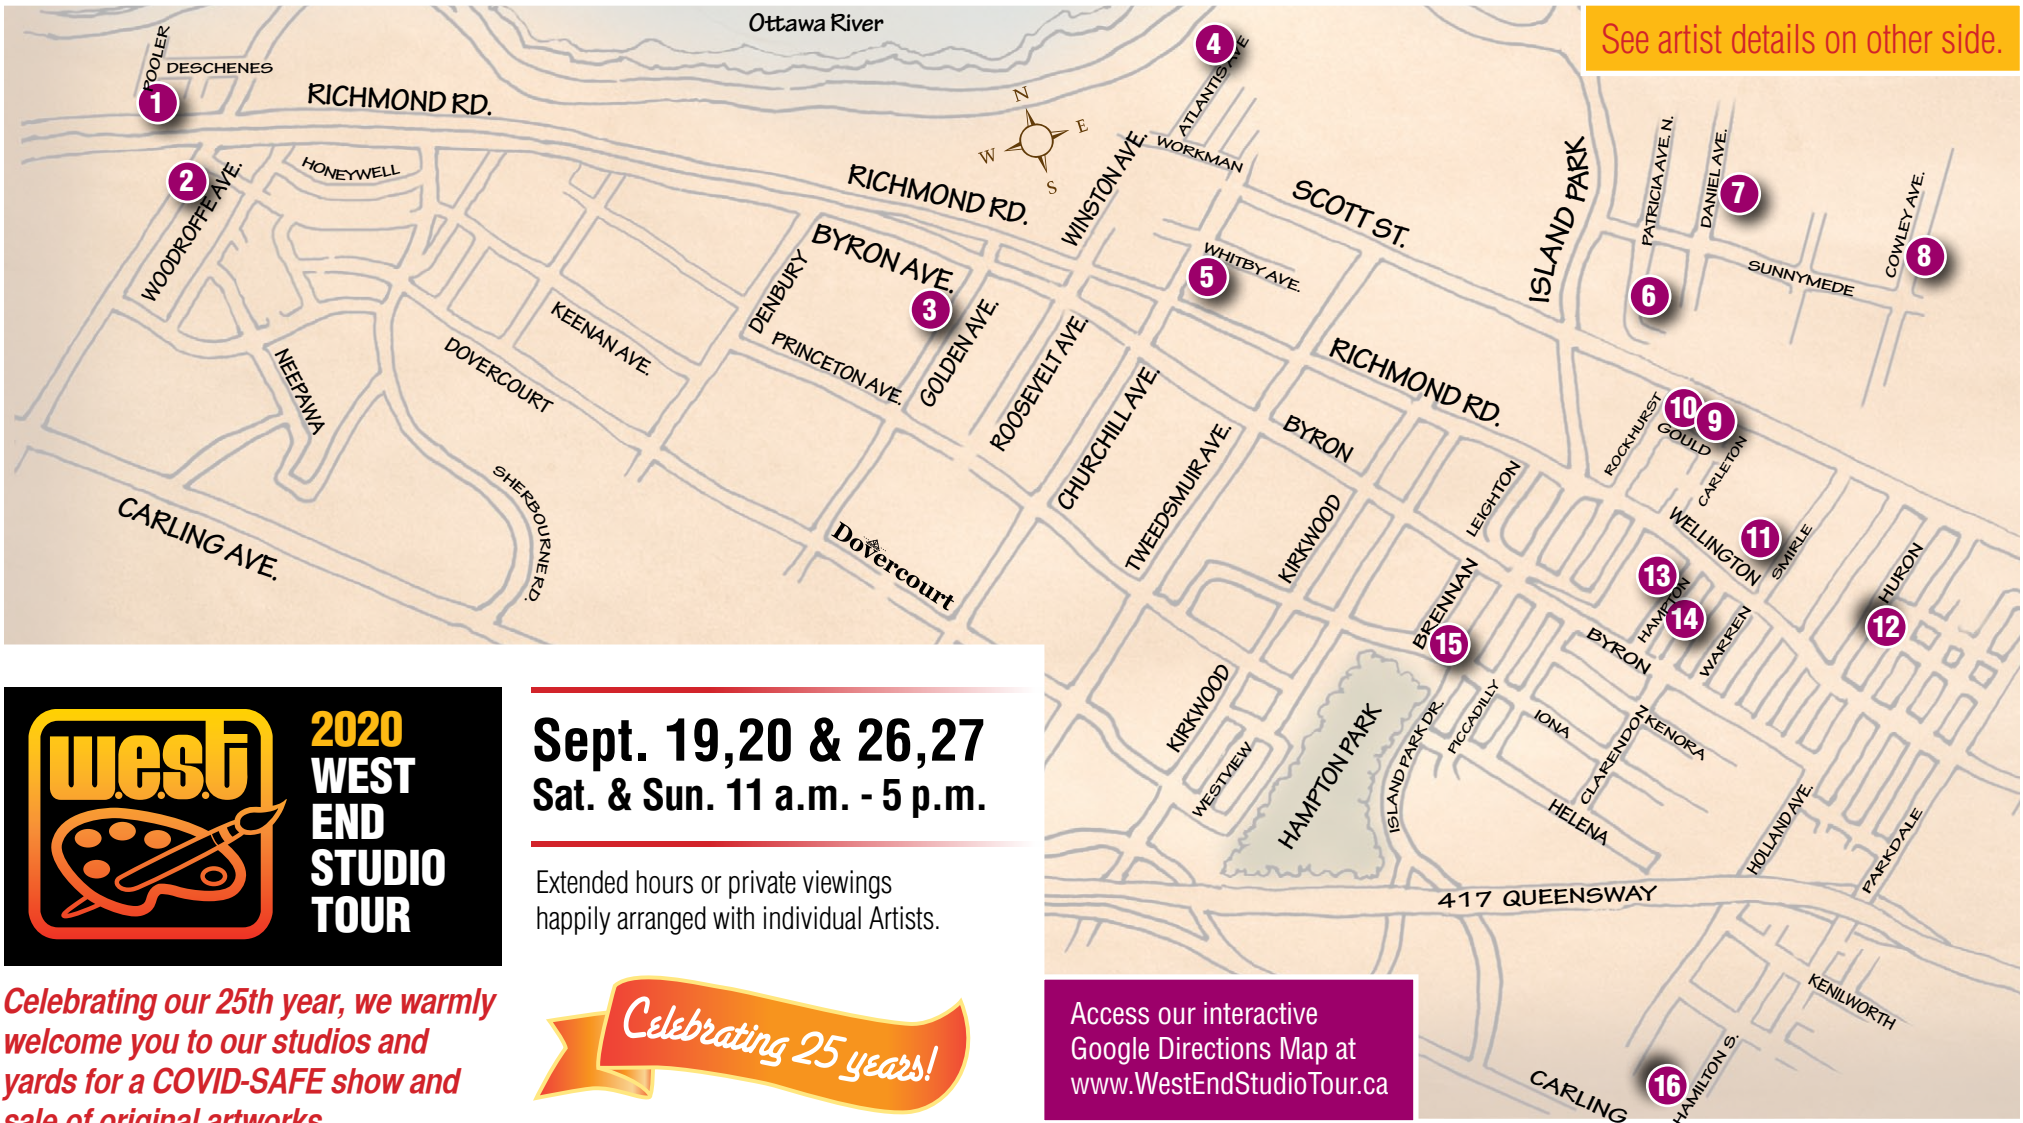 Ottawa River
See artist details on other side.
POOLER
DESCHENES
1
RICHMOND RD.
2
WOODROFFE AVE.
HONEYWELL
N
E
W
S
4
ATLANTIS AVE
WORKMAN
WINSTON AVE.
RICHMOND RD.
SCOTT ST.
ISLAND PARK
PATRICIA AVE. N.
DANIEL AVE.
7
COWLEY AVE.
8
SUNNYMEDE
6
BYRON AVE.
DENBURY
3
GOLDEN AVE.
WHITBY AVE.
5
PRINCETON AVE.
KEENAN AVE.
DOVERCOURT
NEEPAWA
ROOSEVELT AVE.
CHURCHILL AVE.
TWEEDSMUIR AVE.
RICHMOND RD.
BYRON
KIRKWOOD
LEIGHTON
ROCKHURST
10
9
GOULD
CARLETON
WELLINGTON
11
SMIRLE
HURON
12
13
HAMPTON
14
WARREN
BYRON
BRENNAN
15
SHERBOURNE RD.
CARLING AVE.
Dovercourt
KIRKWOOD
WESTVIEW
HAMPTON PARK
ISLAND PARK DR.
PICCADILLY
IONA
CLARENDON
KENORA
HELENA
HOLLAND AVE.
PARKDALE
417 QUEENSWAY
KENILWORTH
HAMILTON S.
16
CARLING
w.e.s.t
2020
WEST
END
STUDIO
TOUR
Sept. 19,20 & 26,27
Sat. & Sun. 11 a.m. - 5 p.m.
Extended hours or private viewings
happily arranged with individual Artists.
Celebrating 25 years!
Celebrating our 25th year, we warmly
welcome you to our studios and
yards for a COVID-SAFE show and
sale of original artworks
Access our interactive
Google Directions Map at
www.WestEndStudioTour.ca